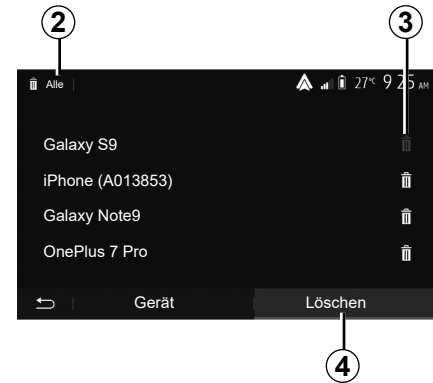 2 3
Alle 27°C 9 25 AM
Galaxy S9
iPhone (A013853)
Galaxy Note9
OnePlus 7 Pro
Gerät Löschen
4